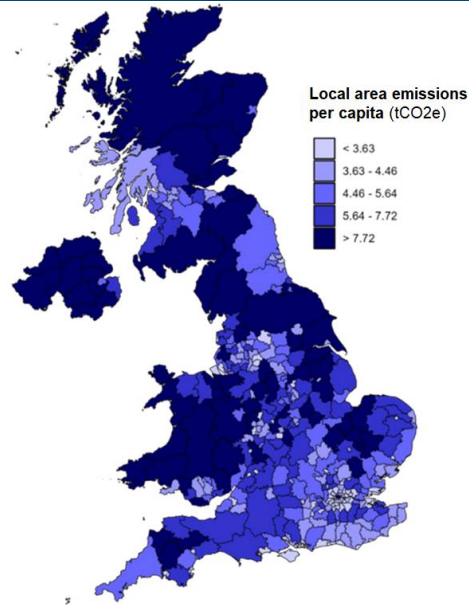 Local area emissions
per capita (tCO2e)
< 3.63
3.63 - 4.46
4.46 - 5.64
5.64 - 7.72
> 7.72